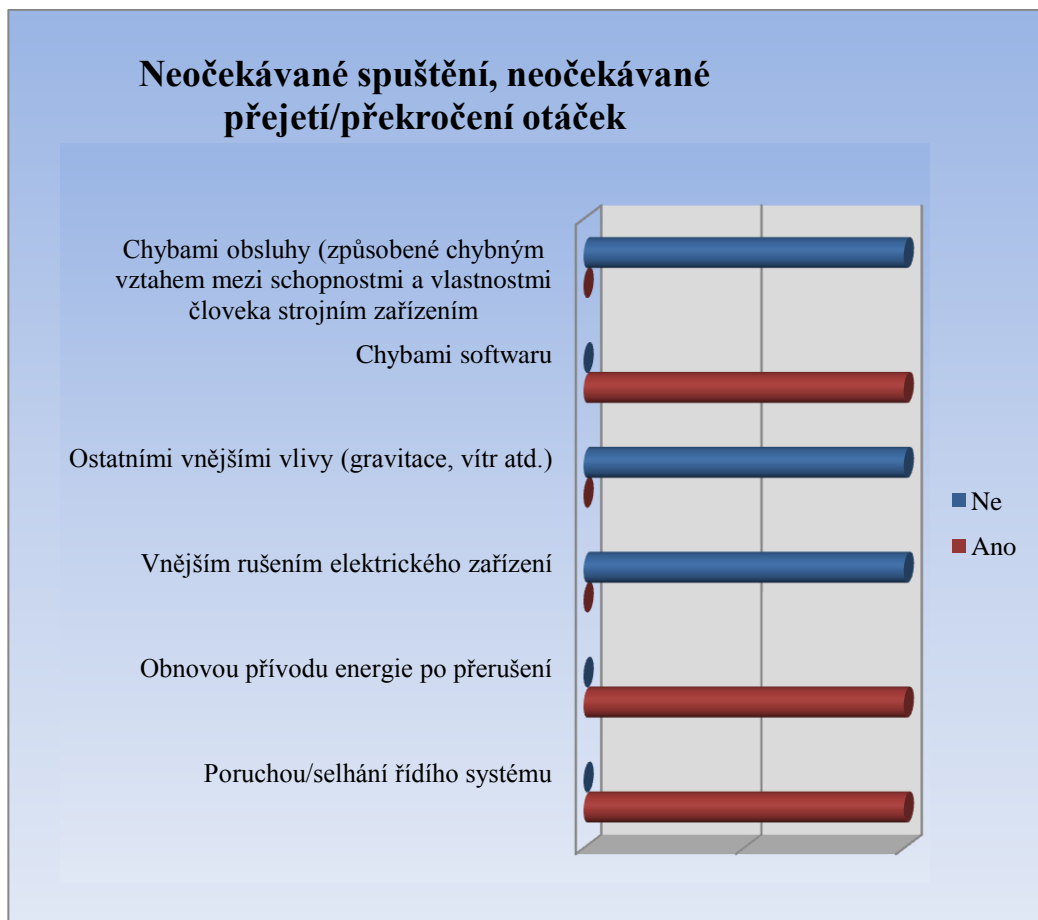 Neočekávané spuštění, neočekávané
přejetí/překročení otáček
Chybami obsluhy (způsobené chybným
vztahem mezi schopnostmi a vlastnostmi
človeka strojním zařízením
Chybami softwaru
Ostatními vnějšími vlivy (gravitace, vítr atd.)
Vnějším rušením elektrického zařízení
Obnovou přívodu energie po přerušení
Poruchou/selhání řídího systému
Ne
Ano